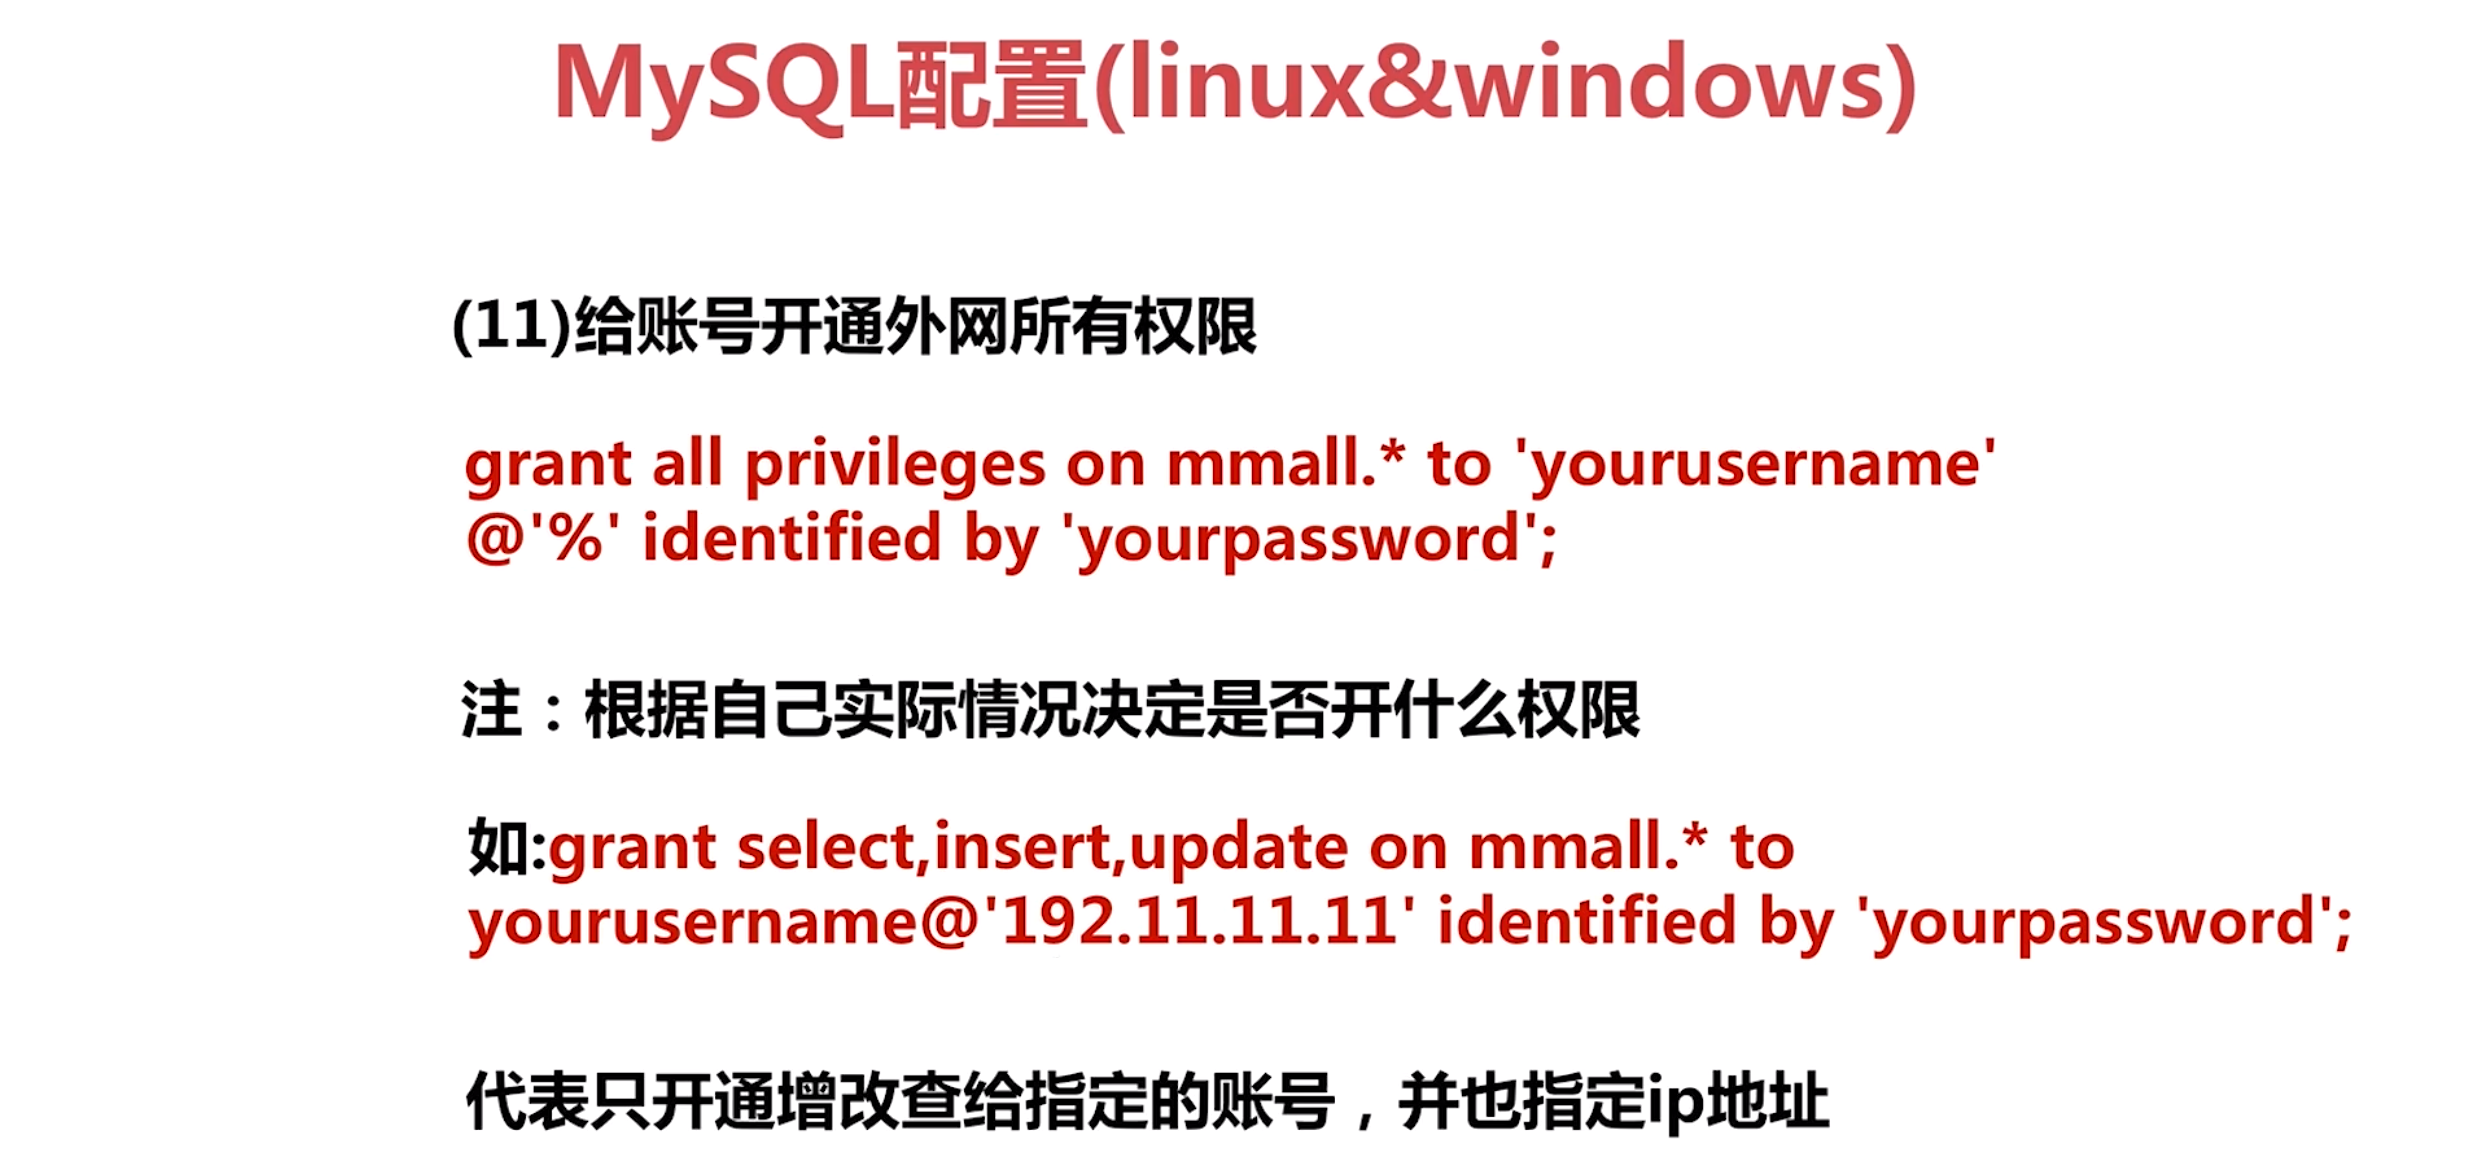 MySQL配置(linux&windows)
(11)给账号开通外网所有权限
grant all privileges on mmall.* to 'yourusername'
@'%' identified by 'yourpassword';
注：根据自己实际情况决定是否开什么权限
如:grant select,insert,update on mmall.* to
yourusername@'192.11.11.11' identified by 'yourpassword';
代表只开通增改查给指定的账号，并也指定ip地址